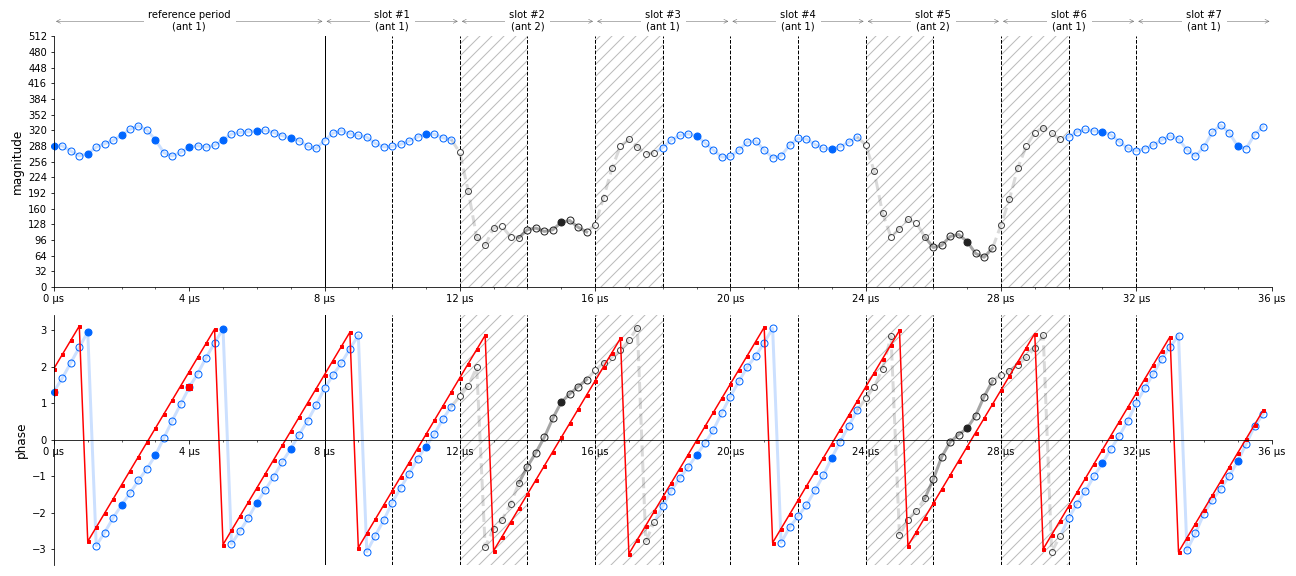 reference period
(ant 1)
slot #1
(ant 1)
slot #2
(ant 2)
slot #3
(ant 1)
slot #4
(ant 1)
slot #5
(ant 2)
slot #6
(ant 1)
slot #7
(ant 1)
magnitude
512
480
448
416
384
352
320
288
256
224
192
160
128
96
64
32
0
0 µs
4 µs
8 µs
12 µs
16 µs
20 µs
24 µs
28 µs
32 µs
36 µs
phase
3
2
1
0
−1
−2
−3
0 µs
4 µs
8 µs
12 µs
16 µs
20 µs
24 µs
28 µs
32 µs
36 µs